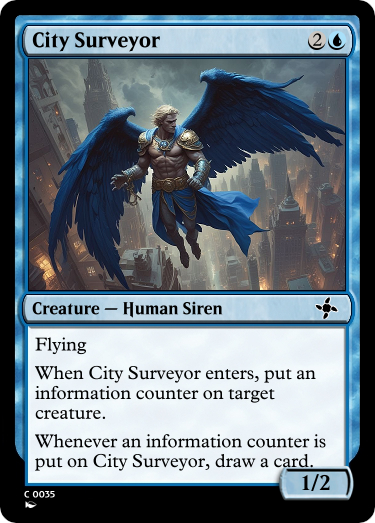 City Surveyor 2
Creature — Human Siren
Flying
When City Surveyor enters, put an
information counter on target
creature.
Whenever an information counter is
put on City Surveyor, draw a card.
1/2
C 0035